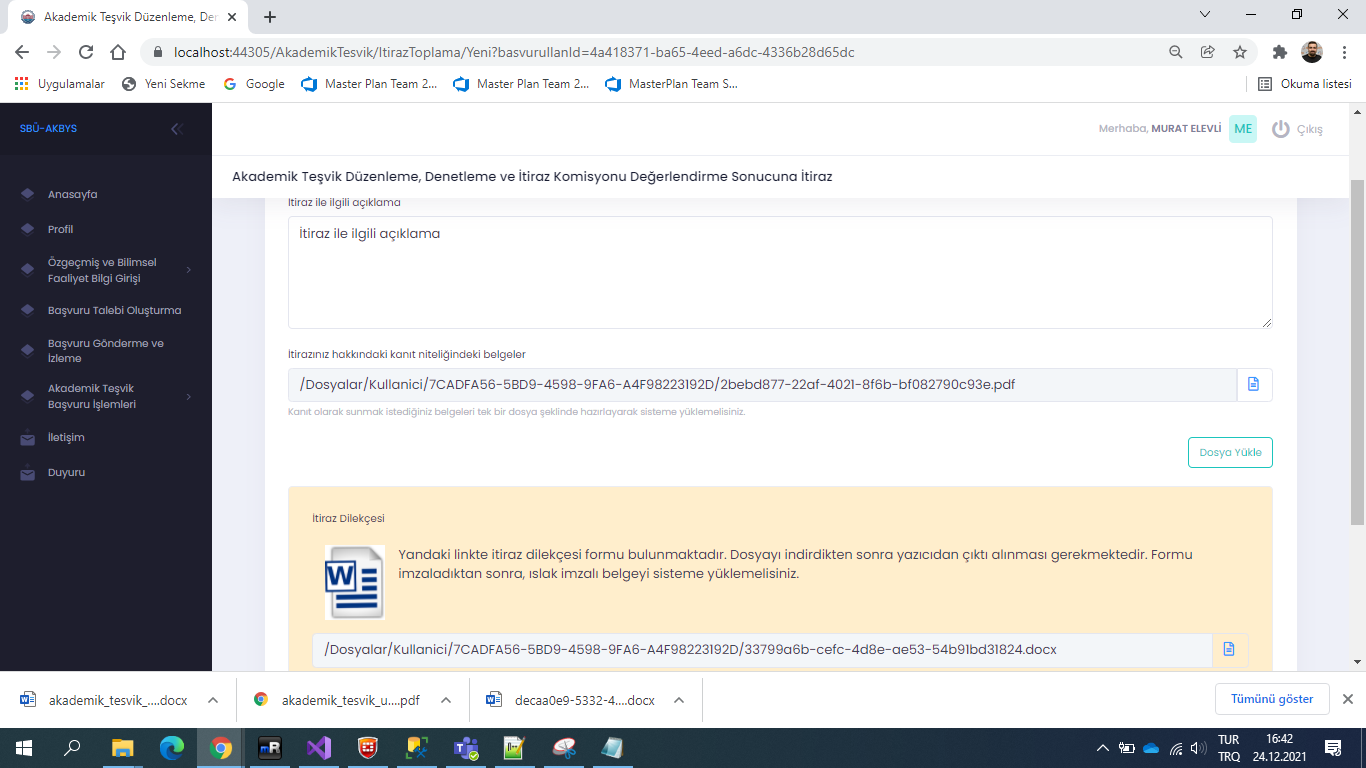 Akademik Teşvik Düzenleme, Der
localhost:44305/AkademikTesvik/ItirazToplama/Yeni?basvuruIlanId=4a418371-ba65-4eed-a6dc-4336b28d65dc
Uygulamalar
Yeni Sekme
Google
Master Plan Team 2...
Master Plan Team 2...
MasterPlan Team S...
Okuma listesi
SBÜ-AKBYS
Merhaba, MURAT ELEVLİ
ME
Çıkış
Akademik Teşvik Düzenleme, Denetleme ve İtiraz Komisyonu Değerlendirme Sonucuna İtiraz
Anasayfa
Profil
Özgeçmiş ve Bilimsel
Faaliyet Bilgi Girişi
Başvuru Talebi Oluşturma
Başvuru Gönderme ve
İzleme
Akademik Teşvik
Başvuru İşlemleri
İletişim
Duyuru
İtiraz ile ilgili açıklama
İtiraz ile ilgili açıklama
İtirazınız hakkındaki kanıt niteliğindeki belgeler
/Dosyalar/Kullanici/7CADFA56-5BD9-4598-9FA6-A4F98223192D/2bebd877-22af-4021-8f6b-bf082790c93e.pdf
Kanıt olarak sunmak istediğiniz belgeleri tek bir dosya şeklinde hazırlayarak sisteme yüklemelisiniz.
Dosya Yükle
İtiraz Dilekçesi
W
Yandaki linkte itiraz dilekçesi formu bulunmaktadır. Dosyayı indirdikten sonra yazıcıdan çıktı alınması gerekmektedir. Formu
imzaladıktan sonra, ıslak imzalı belgeyi sisteme yüklemelisiniz.
/Dosyalar/Kullanici/7CADFA56-5BD9-4598-9FA6-A4F98223192D/33799a6b-cefc-4d8e-ae53-54b91bd31824.docx
akademik_tesvik_....docx
akademik_tesvik_u....pdf
decaa0e9-5332-4....docx
Tümünü göster
TUR
TRQ
16:42
24.12.2021